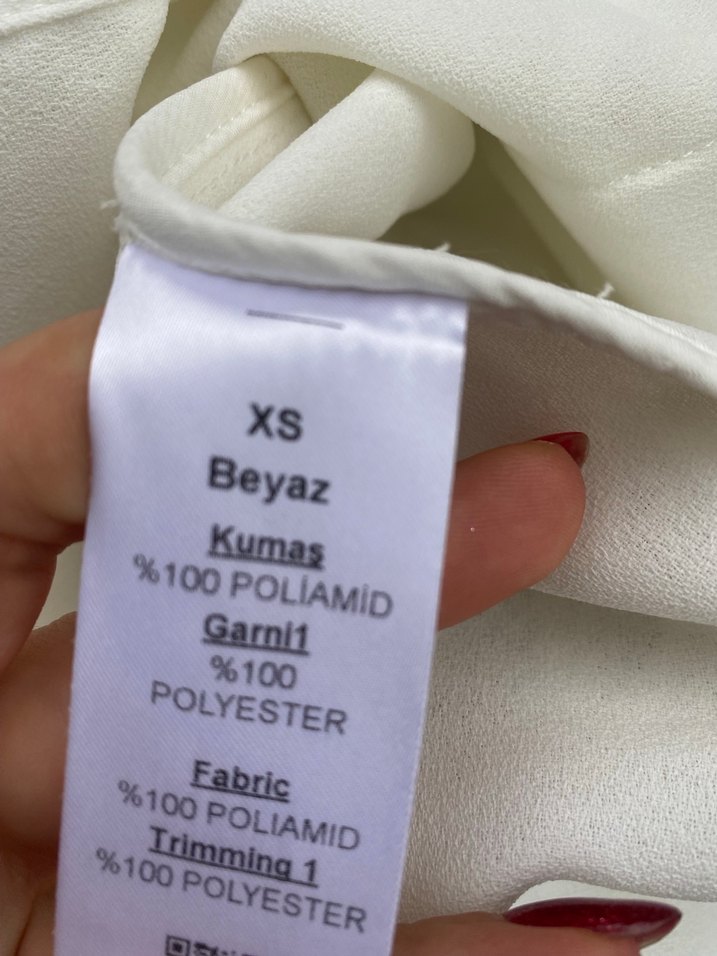 XS
Beyaz
Kumaş
%100 POLİAMİD
Garni1
%100
POLYESTER
Fabric
%100 POLIAMID
Trimming 1
%100 POLYESTER